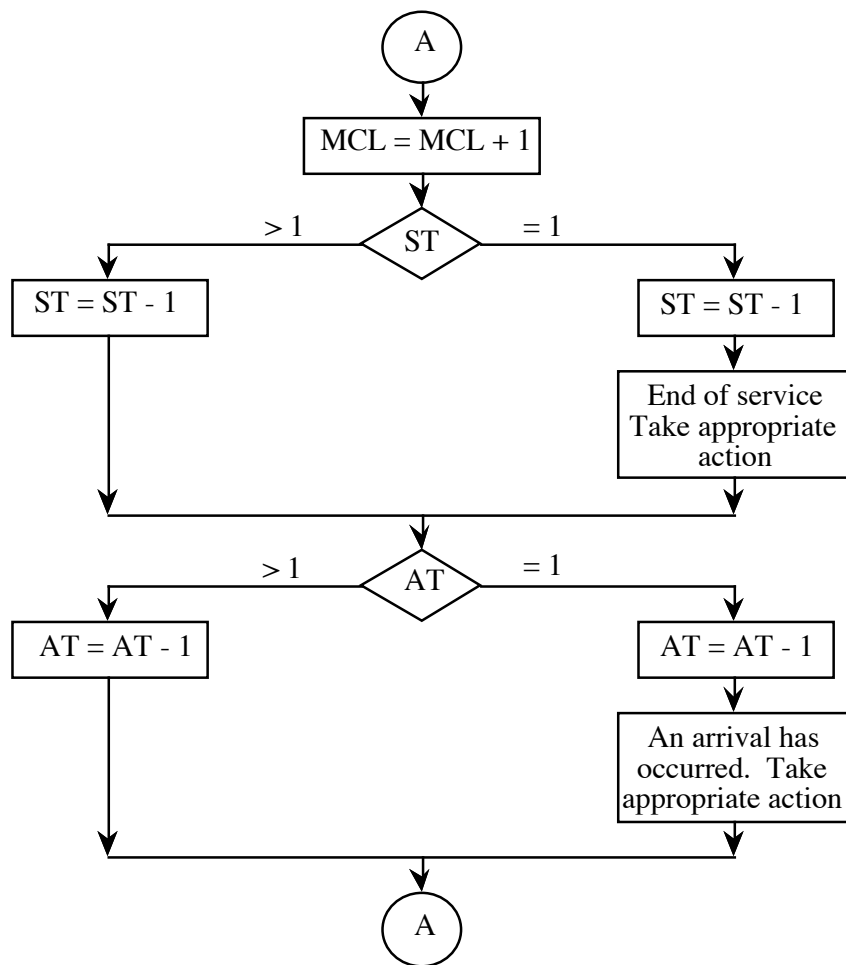 A
MCL = MCL + 1
> 1
ST
= 1
ST = ST - 1
ST = ST - 1
End of service
Take appropriate
action
> 1
AT
= 1
AT = AT - 1
AT = AT - 1
An arrival has
occurred. Take
appropriate action
A